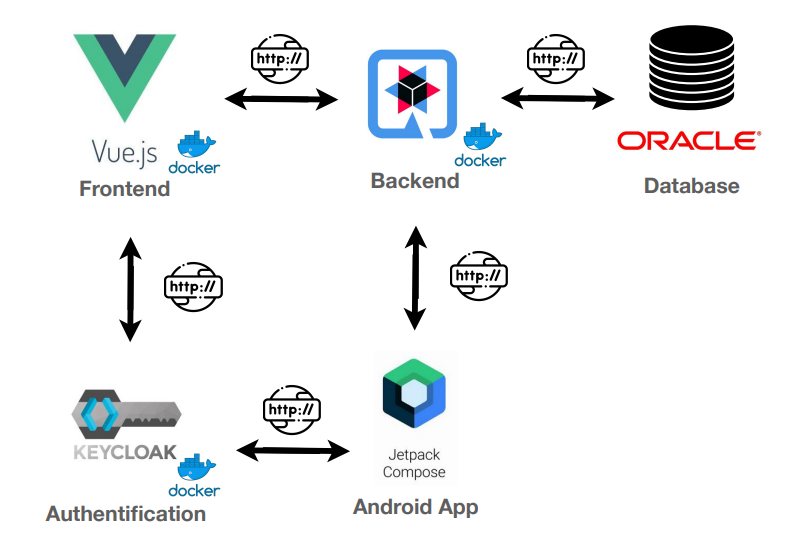 http://
http://
Vue.js
docker
Frontend
docker
Backend
ORACLE®
Database
http://
http://
KEYCLOAK
docker
Authentification
http://
Jetpack
Compose
Android App